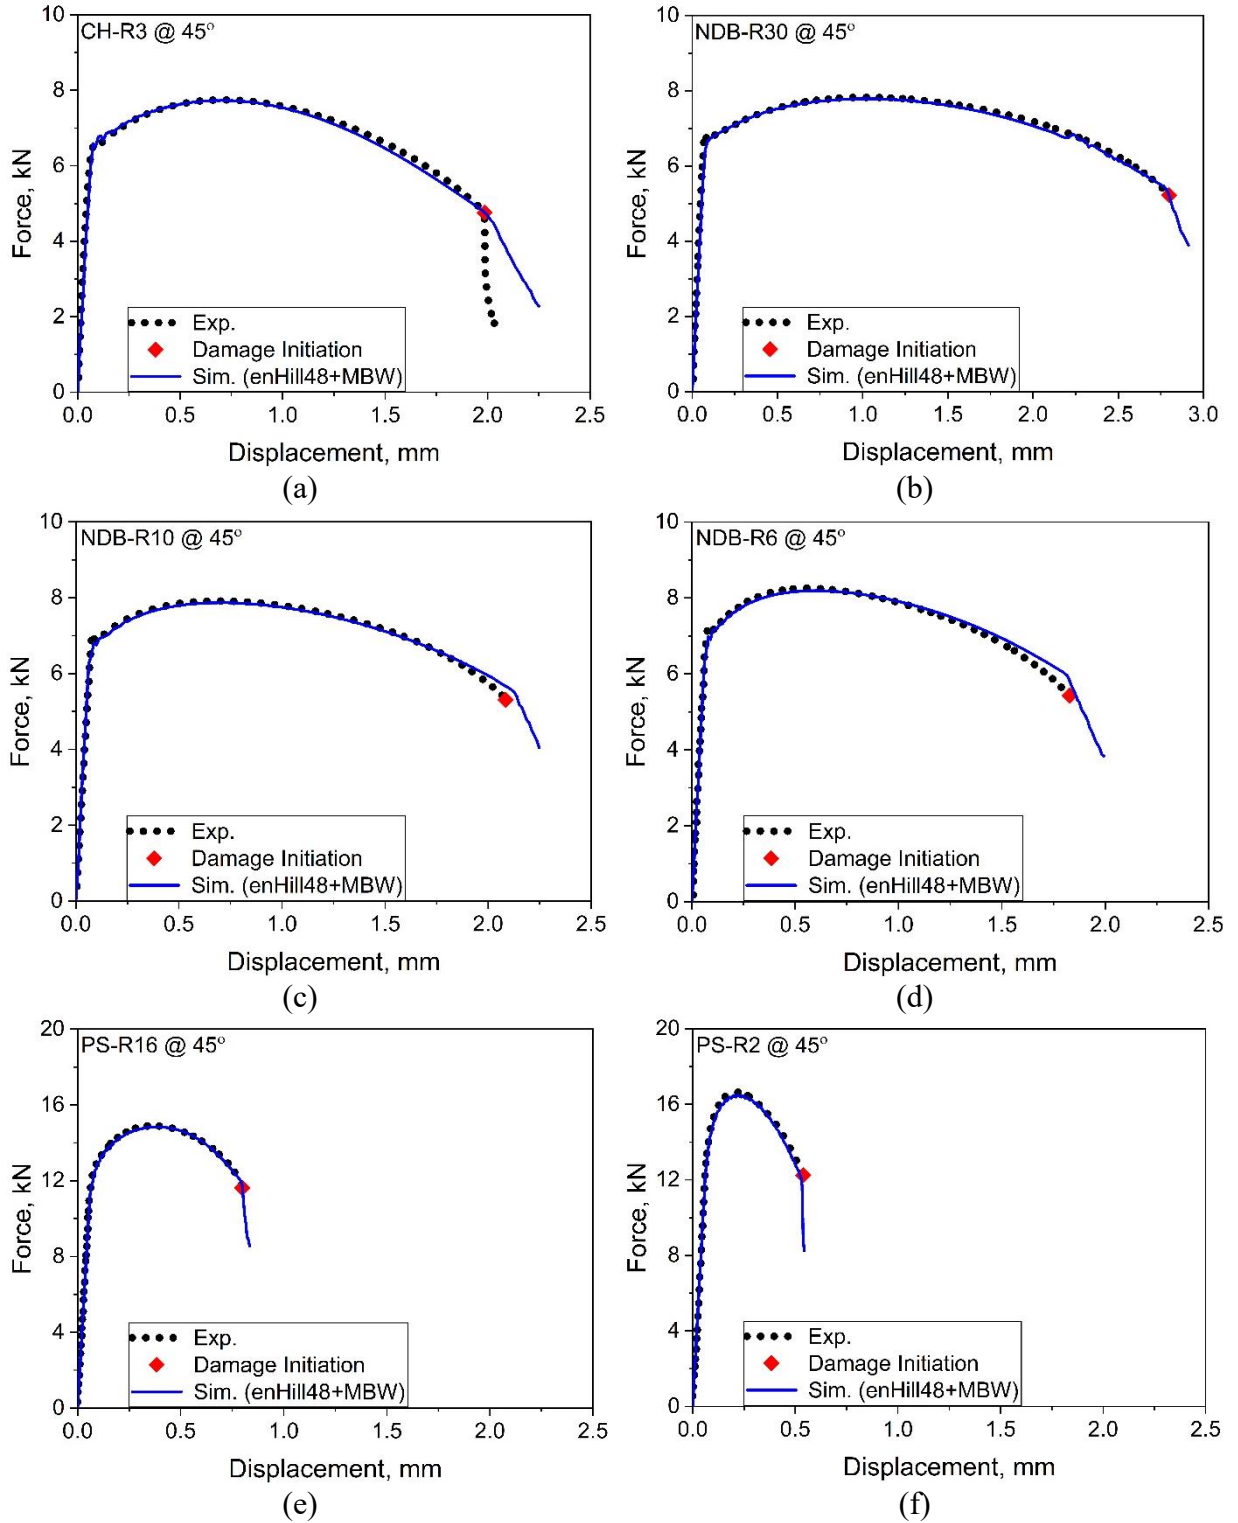 CH-R3 @ 45°
10
8
6
4
2
0
Force, kN
Exp.
Damage Initiation
Sim. (enHill48+MBW)
0.0 0.5 1.0 1.5 2.0 2.5
Displacement, mm
(a)
NDB-R30 @ 45°
10
8
6
4
2
0
Force, kN
Exp.
Damage Initiation
Sim. (enHill48+MBW)
0.0 0.5 1.0 1.5 2.0 2.5 3.0
Displacement, mm
(b)
NDB-R10 @ 45°
10
8
6
4
2
0
Force, kN
Exp.
Damage Initiation
Sim. (enHill48+MBW)
0.0 0.5 1.0 1.5 2.0 2.5
Displacement, mm
(c)
NDB-R6 @ 45°
10
8
6
4
2
0
Force, kN
Exp.
Damage Initiation
Sim. (enHill48+MBW)
0.0 0.5 1.0 1.5 2.0 2.5
Displacement, mm
(d)
PS-R16 @ 45°
20
16
12
8
4
0
Force, kN
Exp.
Damage Initiation
Sim. (enHill48+MBW)
0.0 0.5 1.0 1.5 2.0 2.5
Displacement, mm
(e)
PS-R2 @ 45°
20
16
12
8
4
0
Force, kN
Exp.
Damage Initiation
Sim. (enHill48+MBW)
0.0 0.5 1.0 1.5 2.0 2.5
Displacement, mm
(f)